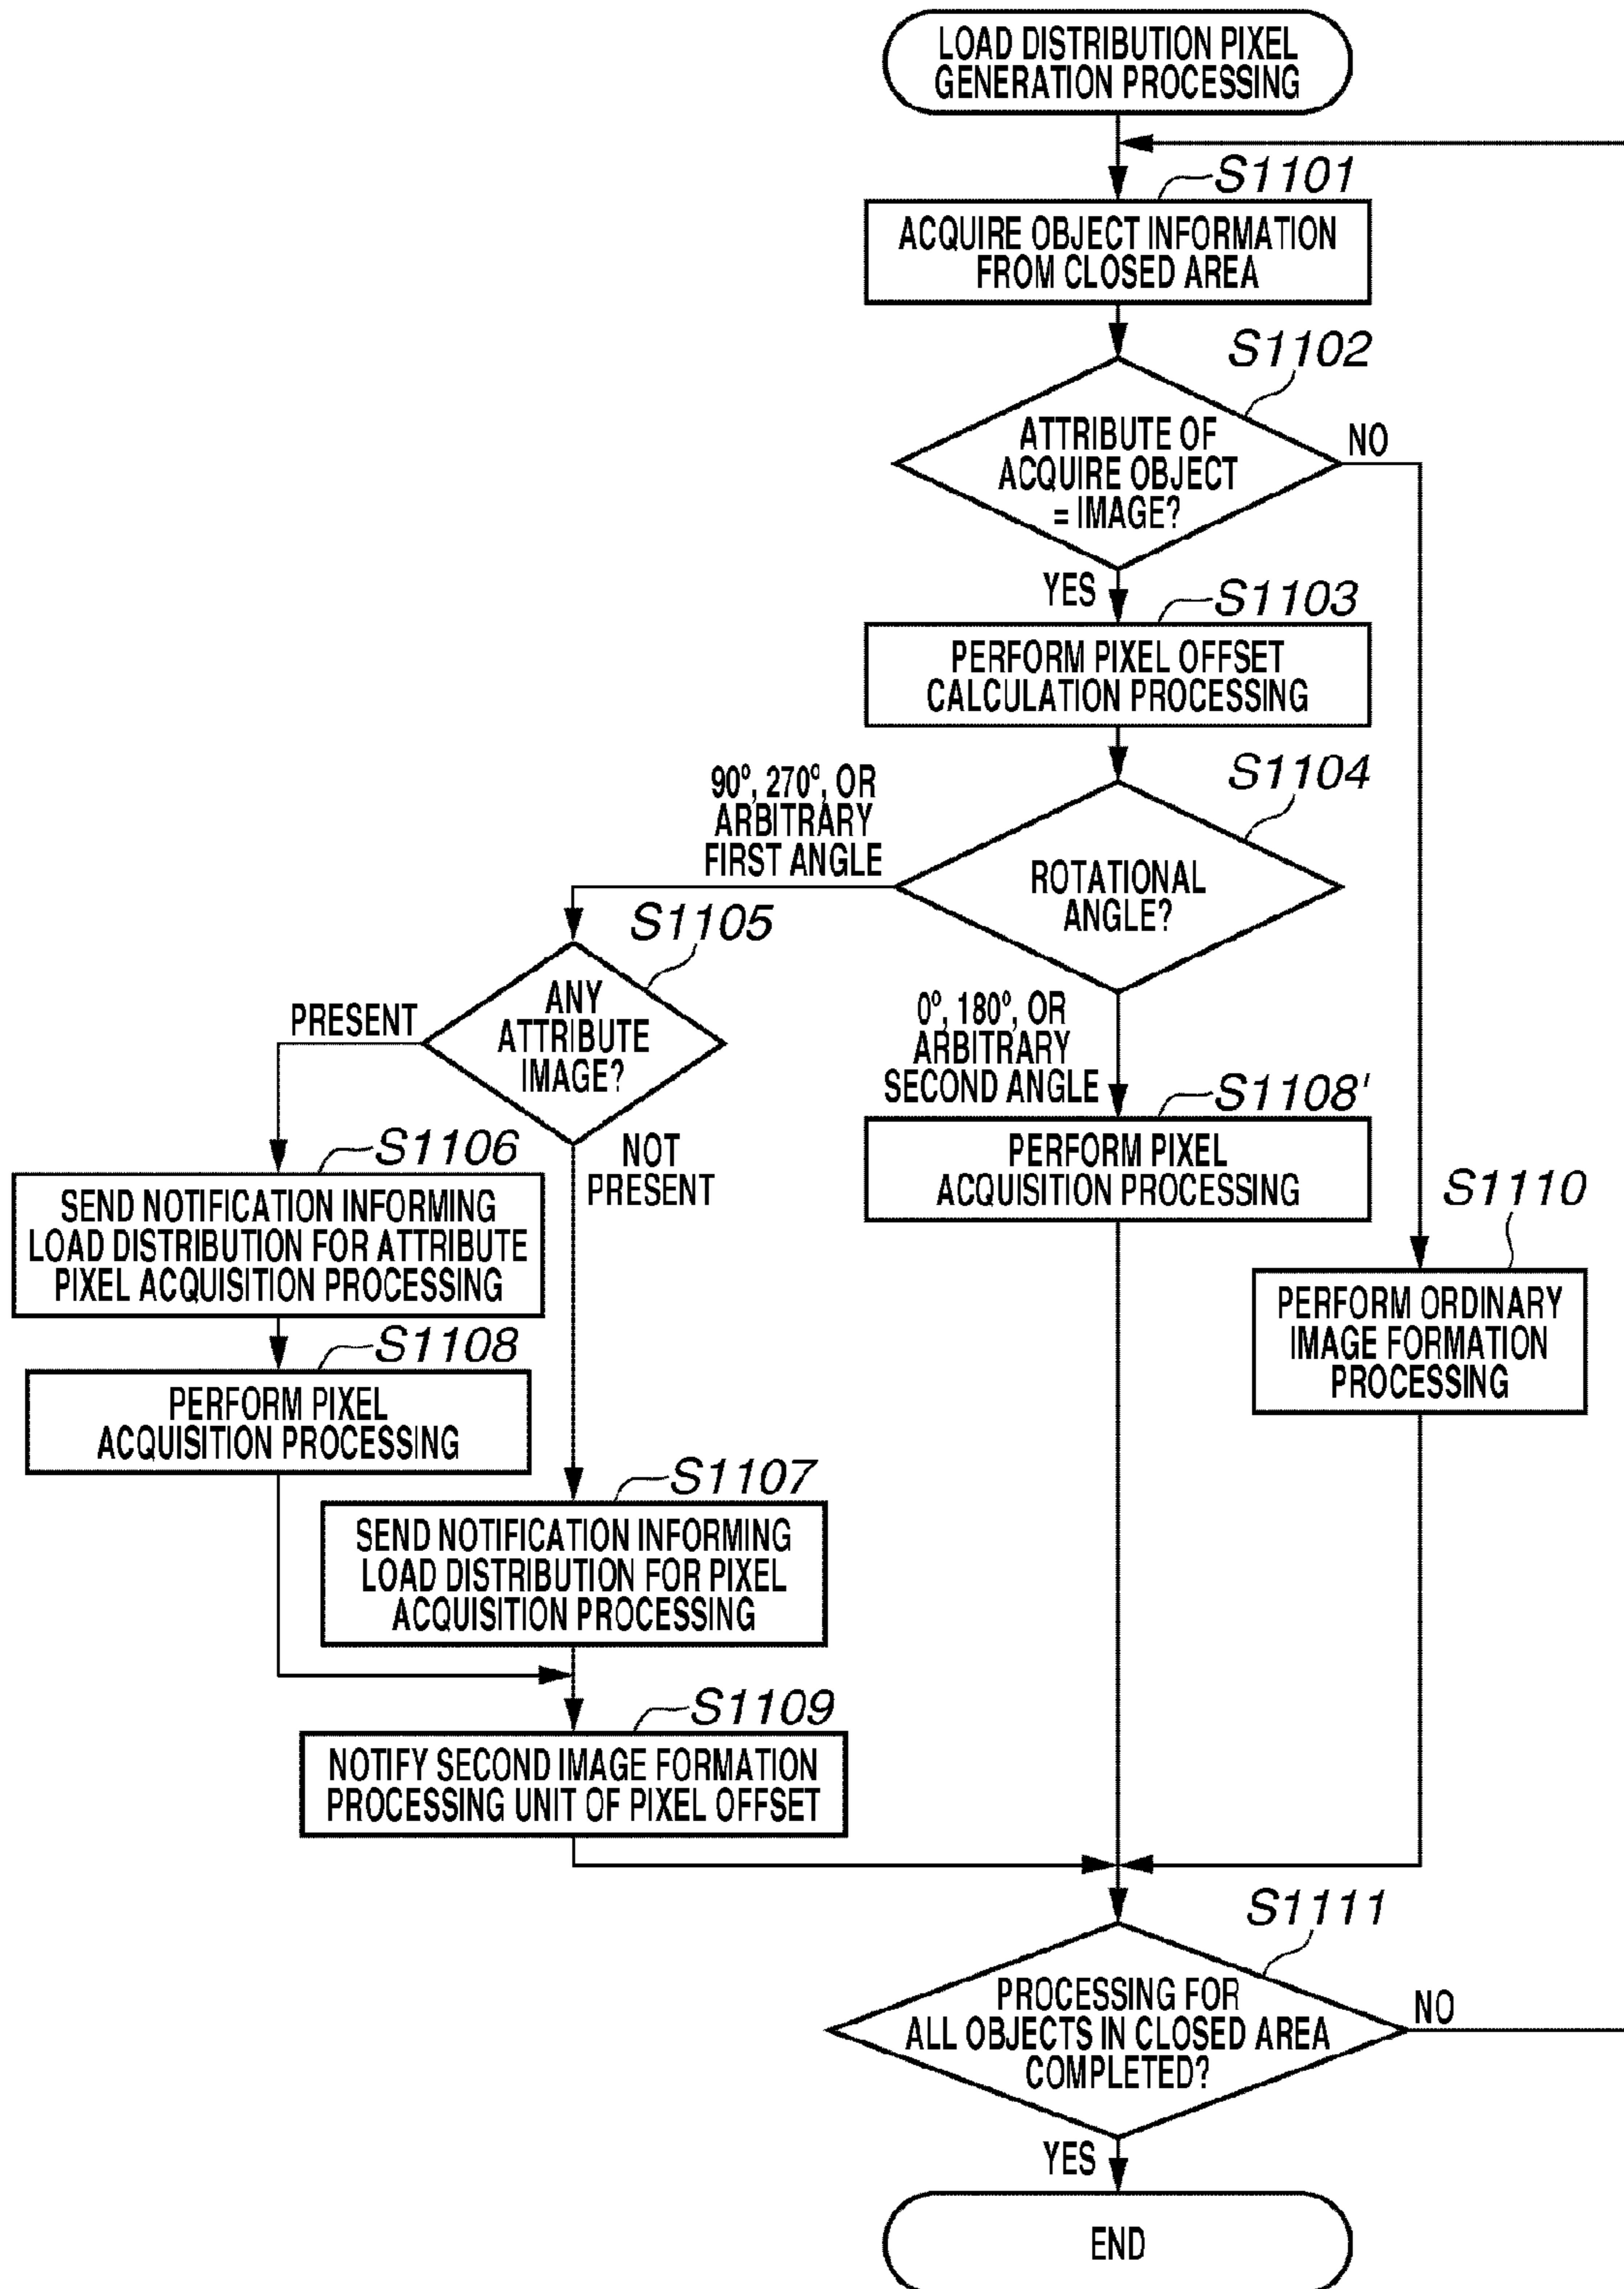 LOAD DISTRIBUTION PIXEL
GENERATION PROCESSING
S1101
ACQUIRE OBJECT INFORMATION
FROM CLOSED AREA
S1102
ATTRIBUTE OF
ACQUIRE OBJECT
= IMAGE?
NO
YES
S1103
PERFORM PIXEL OFFSET
CALCULATION PROCESSING
S1104
90°, 270°, OR
ARBITRARY
FIRST ANGLE
ROTATIONAL
ANGLE?
S1105
ANY
ATTRIBUTE
IMAGE?
PRESENT
0°, 180°, OR
ARBITRARY
SECOND ANGLE
S1108'
PERFORM PIXEL
ACQUISITION PROCESSING
NOT
PRESENT
S1106
SEND NOTIFICATION INFORMING
LOAD DISTRIBUTION FOR ATTRIBUTE
PIXEL ACQUISITION PROCESSING
S1110
PERFORM ORDINARY
IMAGE FORMATION
PROCESSING
S1108
PERFORM PIXEL
ACQUISITION PROCESSING
S1107
SEND NOTIFICATION INFORMING
LOAD DISTRIBUTION FOR PIXEL
ACQUISITION PROCESSING
S1109
NOTIFY SECOND IMAGE FORMATION
PROCESSING UNIT OF PIXEL OFFSET
S1111
PROCESSING FOR
ALL OBJECTS IN CLOSED AREA
COMPLETED?
NO
YES
END